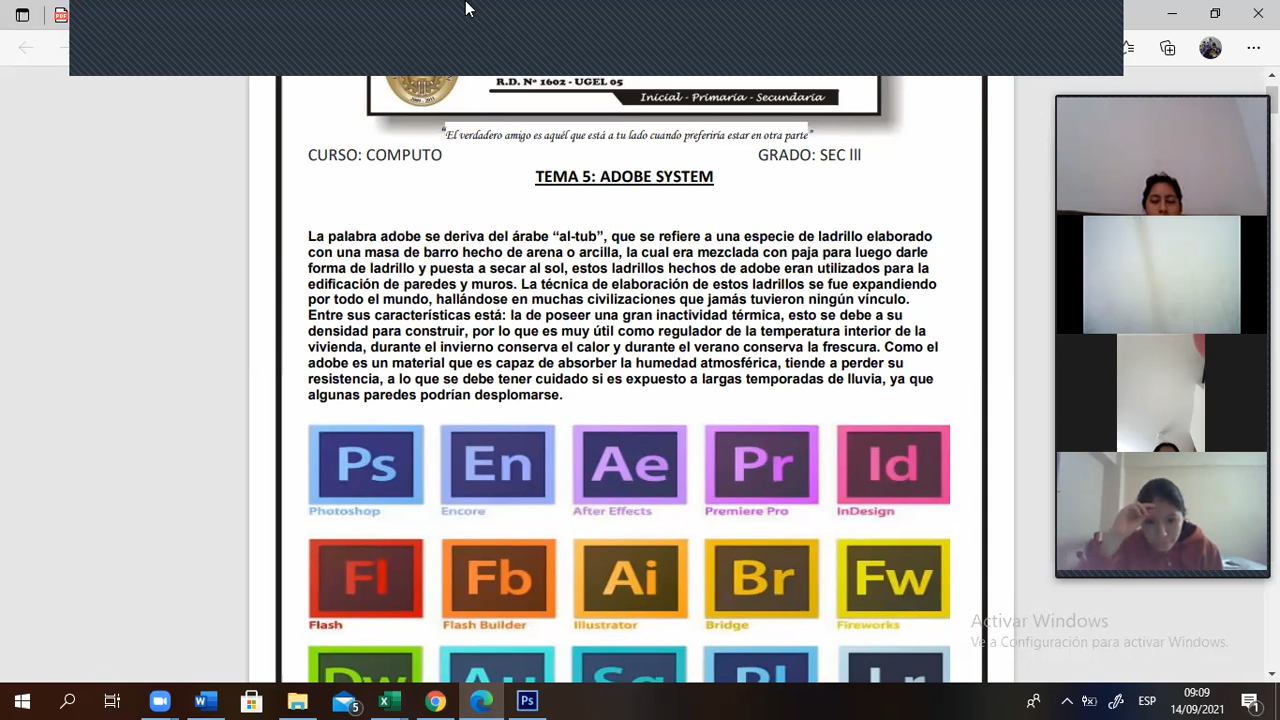 R.D. Nº 1602 - UGEL 05
Inicial - Primaria - Secundaria
“El verdadero amigo es aquél que está a tu lado cuando preferiría estar en otra parte”
CURSO: COMPUTO GRADO: SEC lll
TEMA 5: ADOBE SYSTEM
La palabra adobe se deriva del árabe “al-tub”, que se refiere a una especie de ladrillo elaborado
con una masa de barro hecho de arena o arcilla, la cual era mezclada con paja para luego darle
forma de ladrillo y puesta a secar al sol, estos ladrillos hechos de adobe eran utilizados para la
edificación de paredes y muros. La técnica de elaboración de estos ladrillos se fue expandiendo
por todo el mundo, hallándose en muchas civilizaciones que jamás tuvieron ningún vínculo.
Entre sus características está: la de poseer una gran inactividad térmica, esto se debe a su
densidad para construir, por lo que es muy útil como regulador de la temperatura interior de la
vivienda, durante el invierno conserva el calor y durante el verano conserva la frescura. Como el
adobe es un material que es capaz de absorber la humedad atmosférica, tiende a perder su
resistencia, a lo que se debe tener cuidado si es expuesto a largas temporadas de lluvia, ya que
algunas paredes podrían desplomarse.
Ps En Ae Pr Id
Photoshop Encore After Effects Premiere Pro InDesign
Fl Fb Ai Br Fw
Flash Flash Builder Illustrator Bridge Fireworks
Dw Au Sg Pl Lr
Activar Windows
Ve a Configuración para activar Windows.
PDF
5
W
X
Ps
ESP
09:09
14/09/2021
1